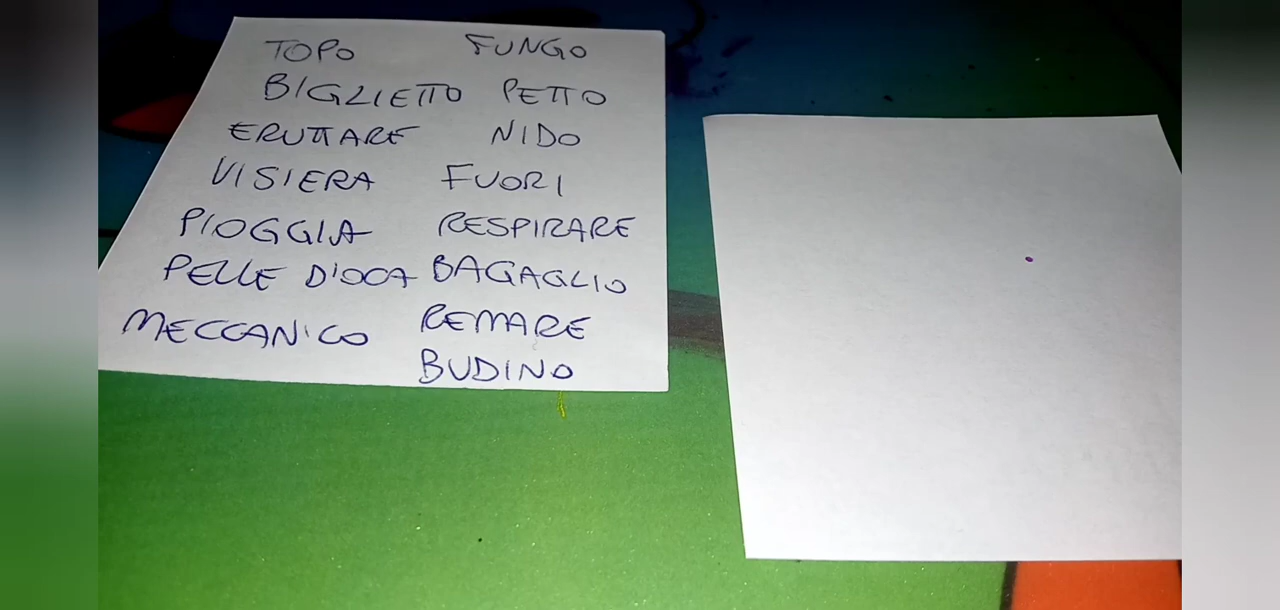 TOPO FUNGO
BIGLIETTO PETTO
ERUTTARE NIDO
VISIERA FUORI
PIOGGIA RESPIRARE
PELLE D'OCA BAGAGLIO
MECCANICO REMARE
BUDINO